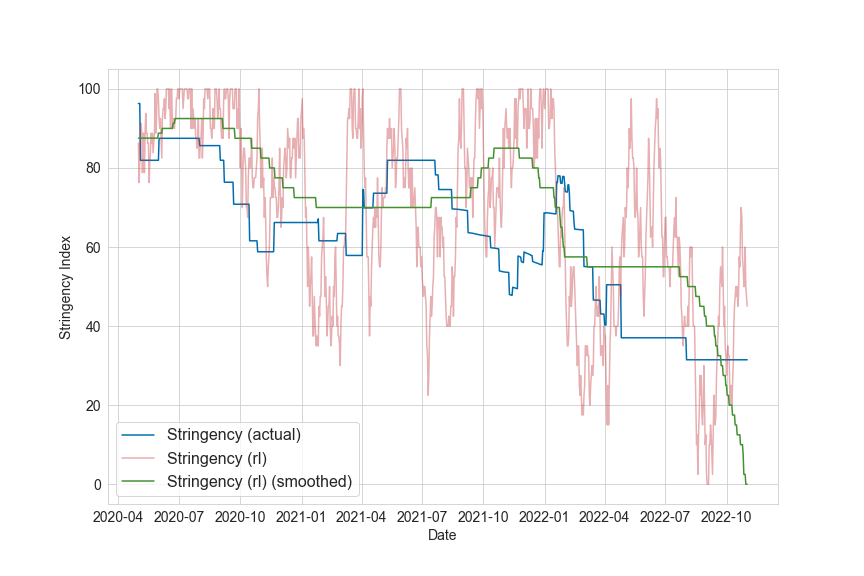 100
80
60
40
20
0
Stringency Index
Stringency (actual)
Stringency (rl)
Stringency (rl) (smoothed)
2020-04 2020-07 2020-10 2021-01 2021-04 2021-07 2021-10 2022-01 2022-04 2022-07 2022-10
Date